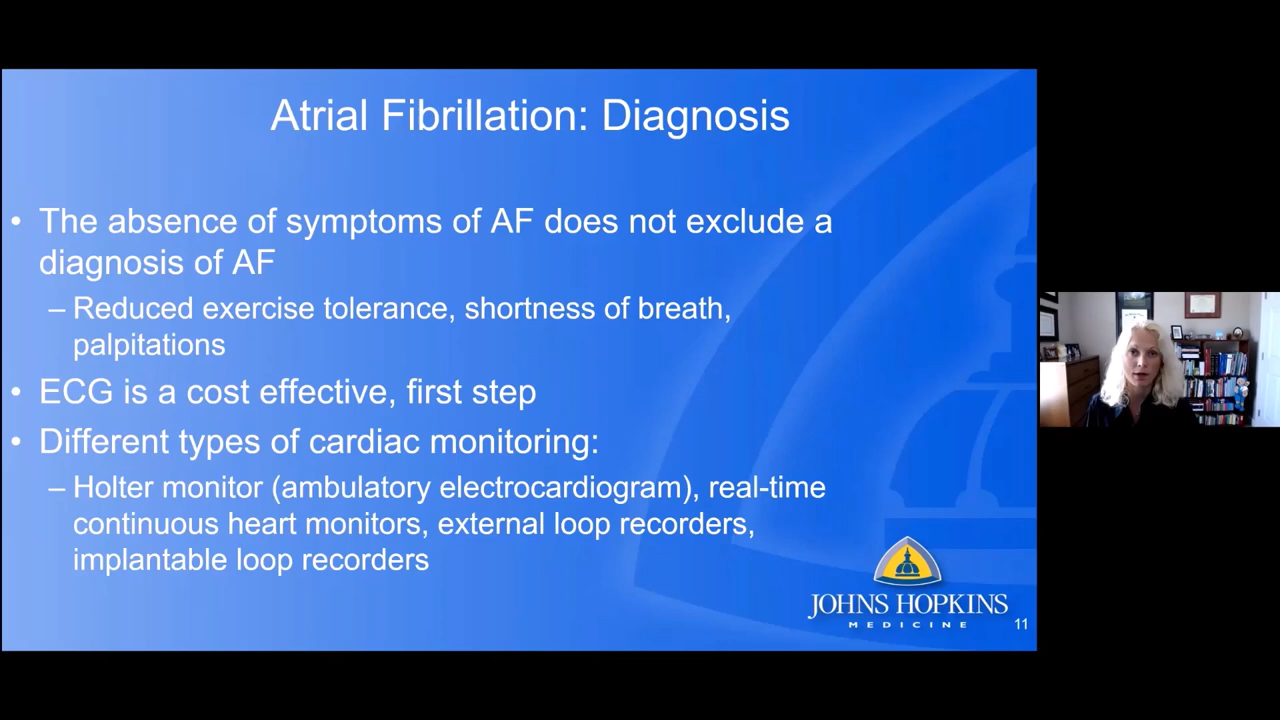 Atrial Fibrillation: Diagnosis
• The absence of symptoms of AF does not exclude a
diagnosis of AF
– Reduced exercise tolerance, shortness of breath,
palpitations
• ECG is a cost effective, first step
• Different types of cardiac monitoring:
– Holter monitor (ambulatory electrocardiogram), real-time
continuous heart monitors, external loop recorders,
implantable loop recorders
JOHNS HOPKINS
MEDICINE
11